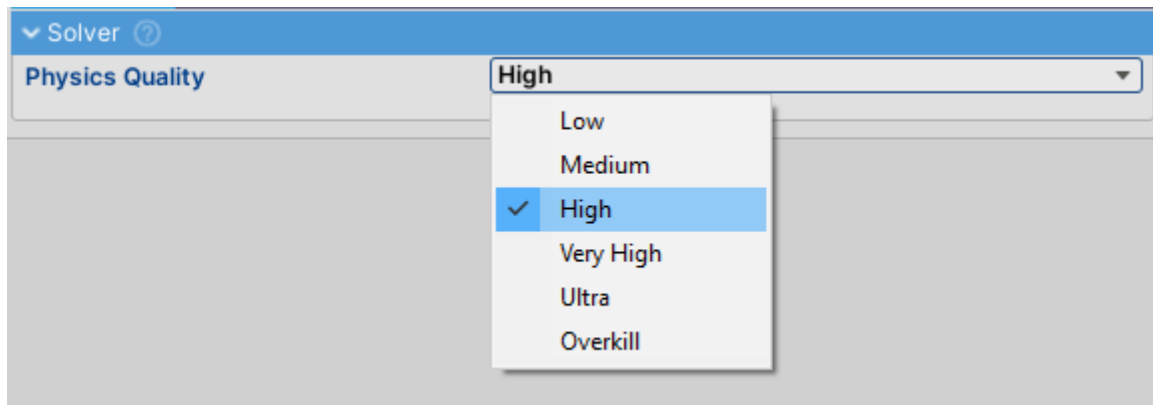 Solver ?
Physics Quality High
Low
Medium
High
Very High
Ultra
Overkill